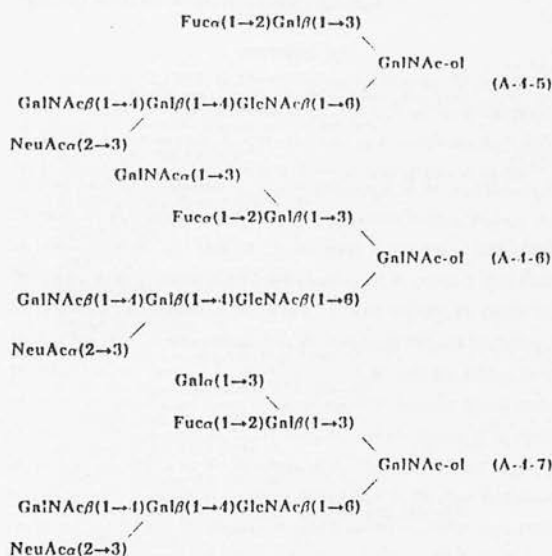 Fucα(1→2)Galβ(1→3)
GalNAc-ol
(A-4-5)
GalNAcβ(1→4)Galβ(1→4)GlcNAcβ(1→6)
NeuAcα(2→3)
GalNAcα(1→3)
Fucα(1→2)Galβ(1→3)
GalNAc-ol (A-4-6)
GalNAcβ(1→4)Galβ(1→4)GlcNAcβ(1→6)
NeuAcα(2→3)
Galα(1→3)
Fucα(1→2)Galβ(1→3)
GalNAc-ol (A-4-7)
GalNAcβ(1→4)Galβ(1→4)GlcNAcβ(1→6)
NeuAcα(2→3)